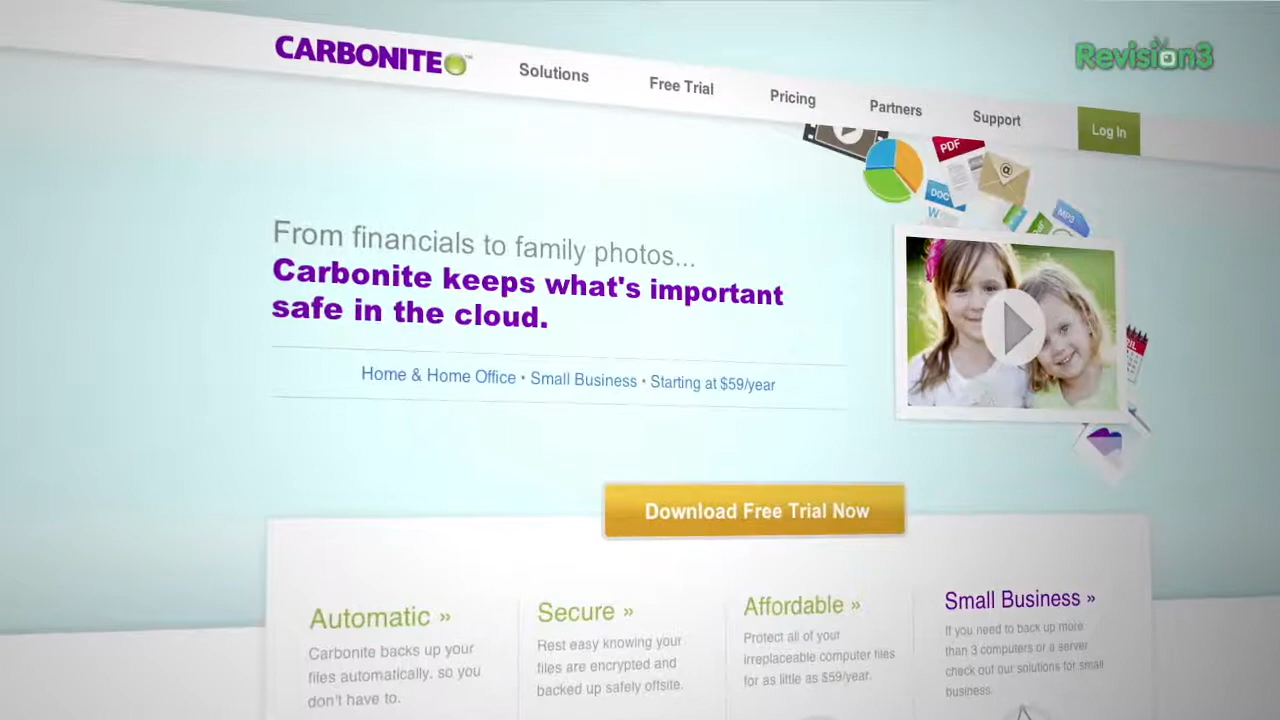 CARBONITE
Solutions
Free Trial
Pricing
Partners
Support
Log In
Revision3
PDF
@
DOC
W
MP3
From financials to family photos...
Carbonite keeps what's important
safe in the cloud.
Home & Home Office • Small Business • Starting at $59/year
Download Free Trial Now
Automatic »
Carbonite backs up your
files automatically, so you
don't have to.
Secure »
Rest easy knowing your
files are encrypted and
backed up safely offsite.
Affordable »
Protect all of your
irreplaceable computer files
for as little as $59/year.
Small Business »
If you need to back up more
than 3 computers or a server
check out our solutions for small
business.